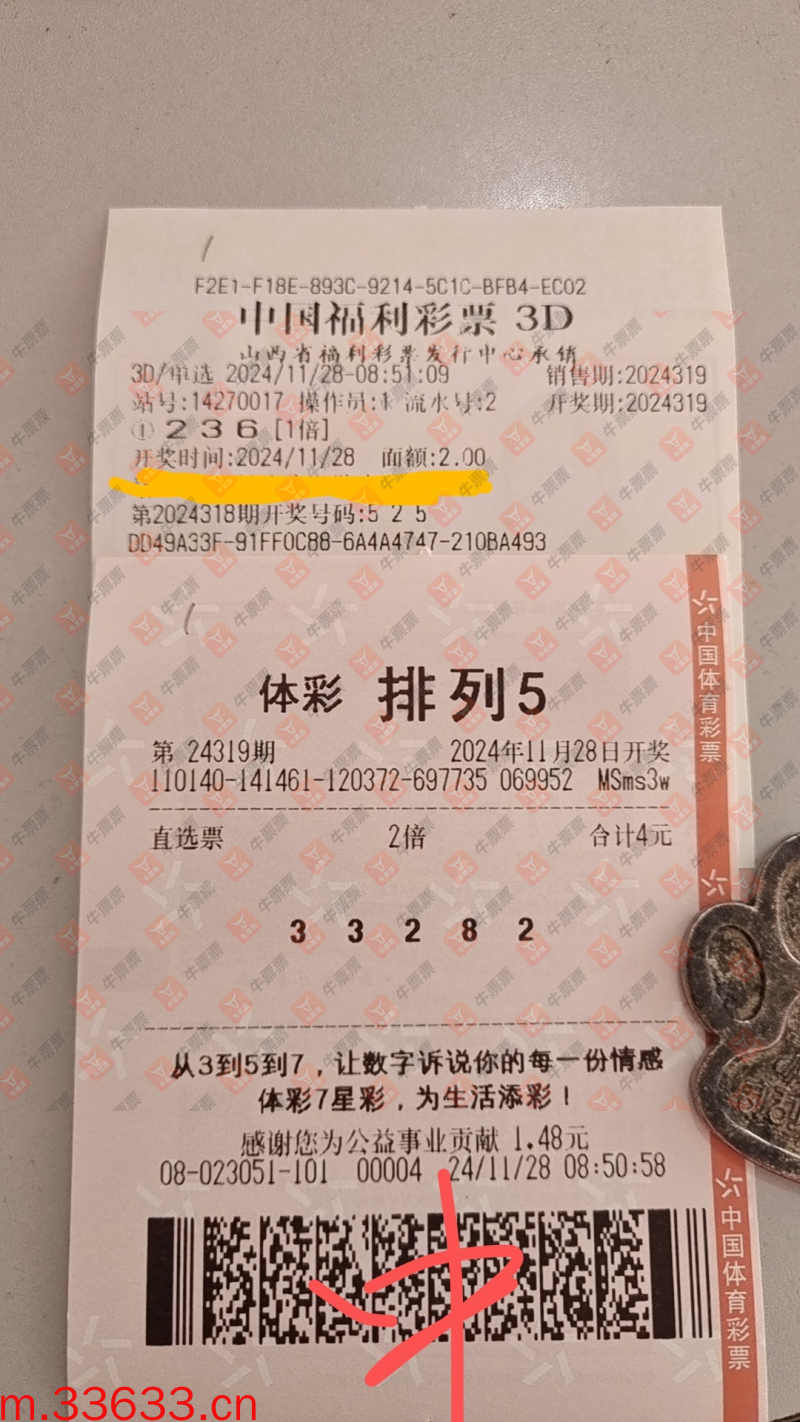 F2E1-F18E-893C-9214-5C1C-BFB4-EC02
中国福利彩票 3D
山西省福利彩票发行中心承销
3D/单选 2024/11/28-08:51:09 销售期:2024319
站号:14270017 操作员:1 流水号:2 开奖期:2024319
① 2 3 6 [1倍]
开奖时间:2024/11/28 面额:2.00
第2024318期开奖号码:5 2 5
DD49A33F-91FF0C88-6A4A4747-210BA493
体彩 排列5
第 24319期 2024年11月28日开奖
110140-141461-120372-697735 069952 MSms3w
直选票 2倍 合计4元
3 3 2 8 2
从3到5到7，让数字诉说你的每一份情感
体彩7星彩，为生活添彩！
感谢您为公益事业贡献 1.48元
08-023051-101 00004 24/11/28 08:50:58
中国体育彩票
中国体育彩票
牛票票
m.33633.cn